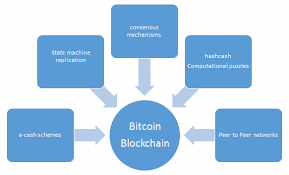 consensus
mechanisms
State machine
replication
hashcash
Computational puzzles
e-cash schemes
Bitcoin
Blockchain
Peer to Peer networks